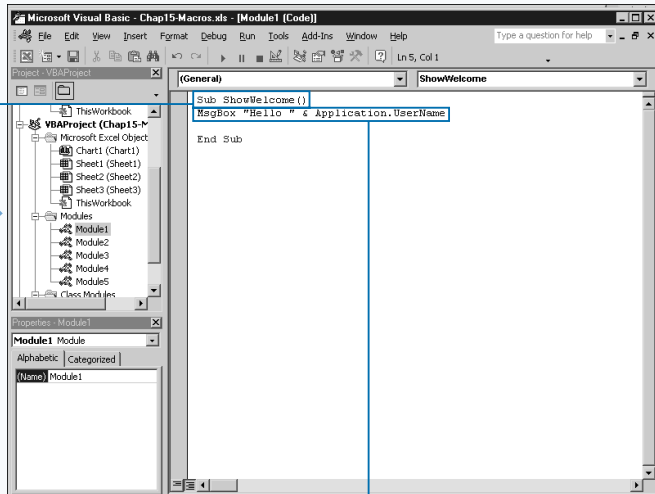 Microsoft Visual Basic - Chap15-Macros.xls - [Module1 (Code)]
File Edit View Insert Format Debug Run Tools Add-Ins Window Help Type a question for help
Ln 5, Col 1
Project - VBAProject
(General) ShowWelcome
ThisWorkbook
VBAProject (Chap15-M
Microsoft Excel Object
Chart1 (Chart1)
Sheet1 (Sheet1)
Sheet2 (Sheet2)
Sheet3 (Sheet3)
ThisWorkbook
Modules
Module1
Module2
Module3
Module4
Module5
Class Modules
Properties - Module1
Module1 Module
Alphabetic Categorized
(Name) Module1
Sub ShowWelcome()
MsgBox "Hello " & Application.UserName
End Sub